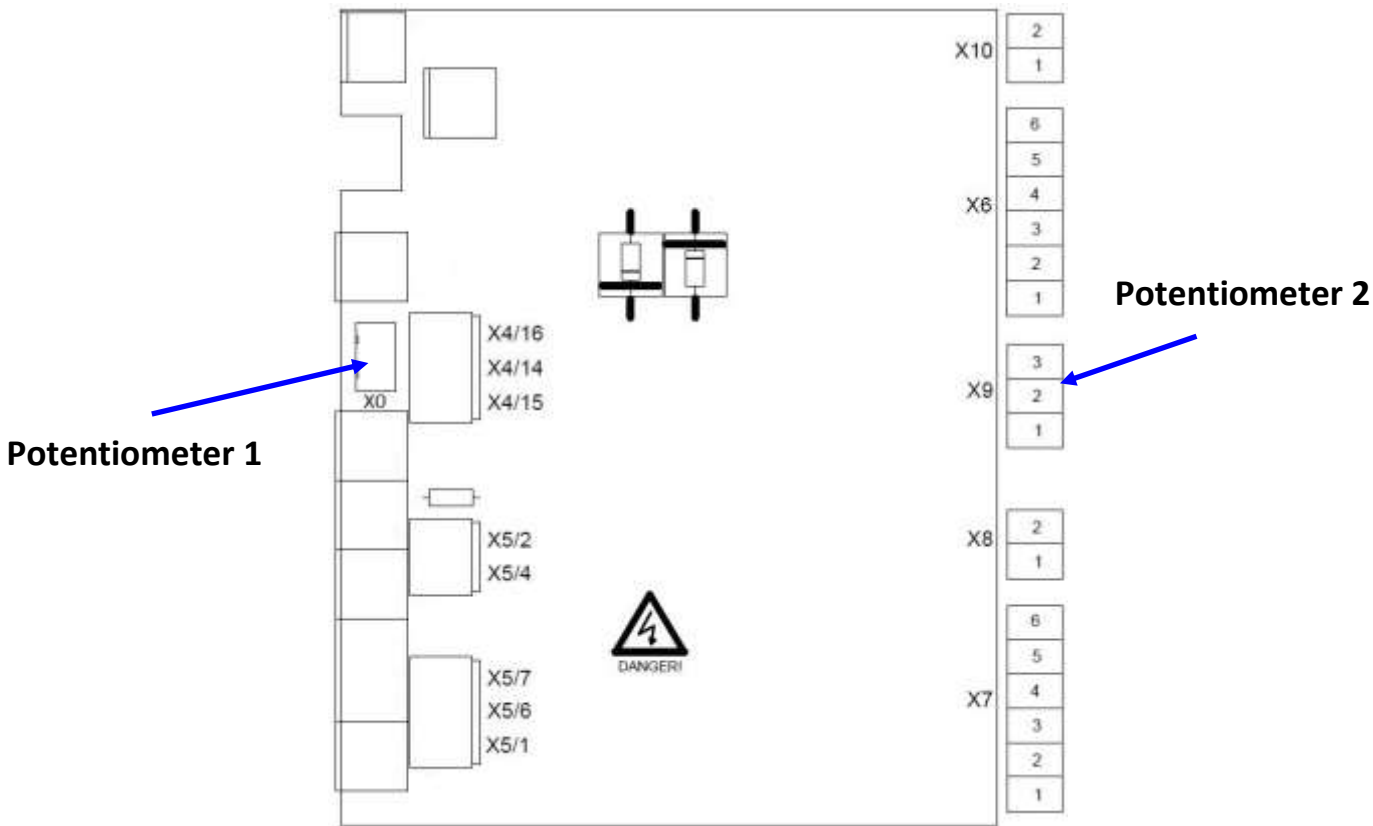 X10
2
1
X6
6
5
4
3
2
1
Potentiometer 2
X9
3
2
1
X4/16
X4/14
X4/15
X0
Potentiometer 1
X5/2
X5/4
X8
2
1
DANGER!
X5/7
X5/6
X5/1
X7
6
5
4
3
2
1